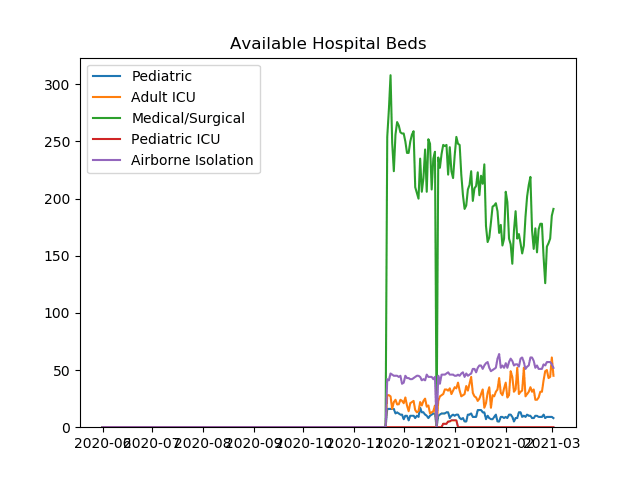 Available Hospital Beds
Pediatric
Adult ICU
Medical/Surgical
Pediatric ICU
Airborne Isolation
300
250
200
150
100
50
0
2020-06 2020-07 2020-08 2020-09 2020-10 2020-11 2020-12 2021-01 2021-02 2021-03